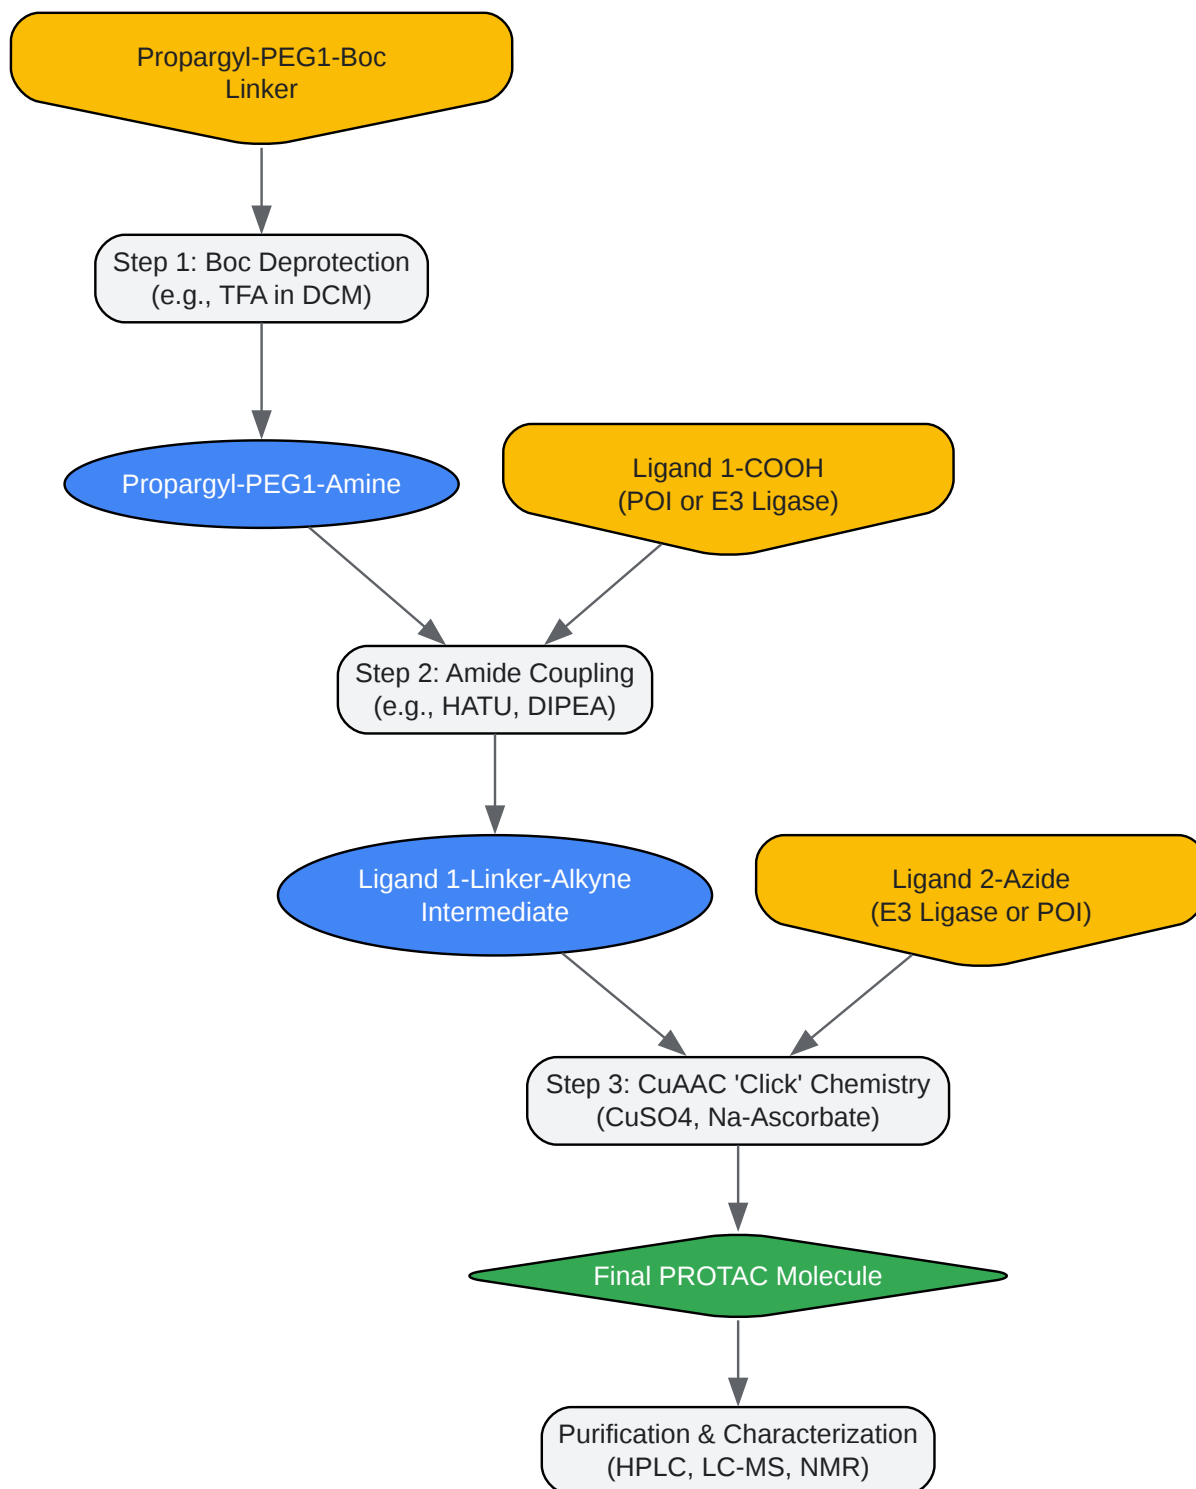 Propargyl-PEG1-Boc
Linker
Step 1: Boc Deprotection
(e.g., TFA in DCM)
Propargyl-PEG1-Amine
Ligand 1-COOH
(POI or E3 Ligase)
Step 2: Amide Coupling
(e.g., HATU, DIPEA)
Ligand 1-Linker-Alkyne
Intermediate
Ligand 2-Azide
(E3 Ligase or POI)
Step 3: CuAAC 'Click' Chemistry
(CuSO4, Na-Ascorbate)
Final PROTAC Molecule
Purification & Characterization
(HPLC, LC-MS, NMR)